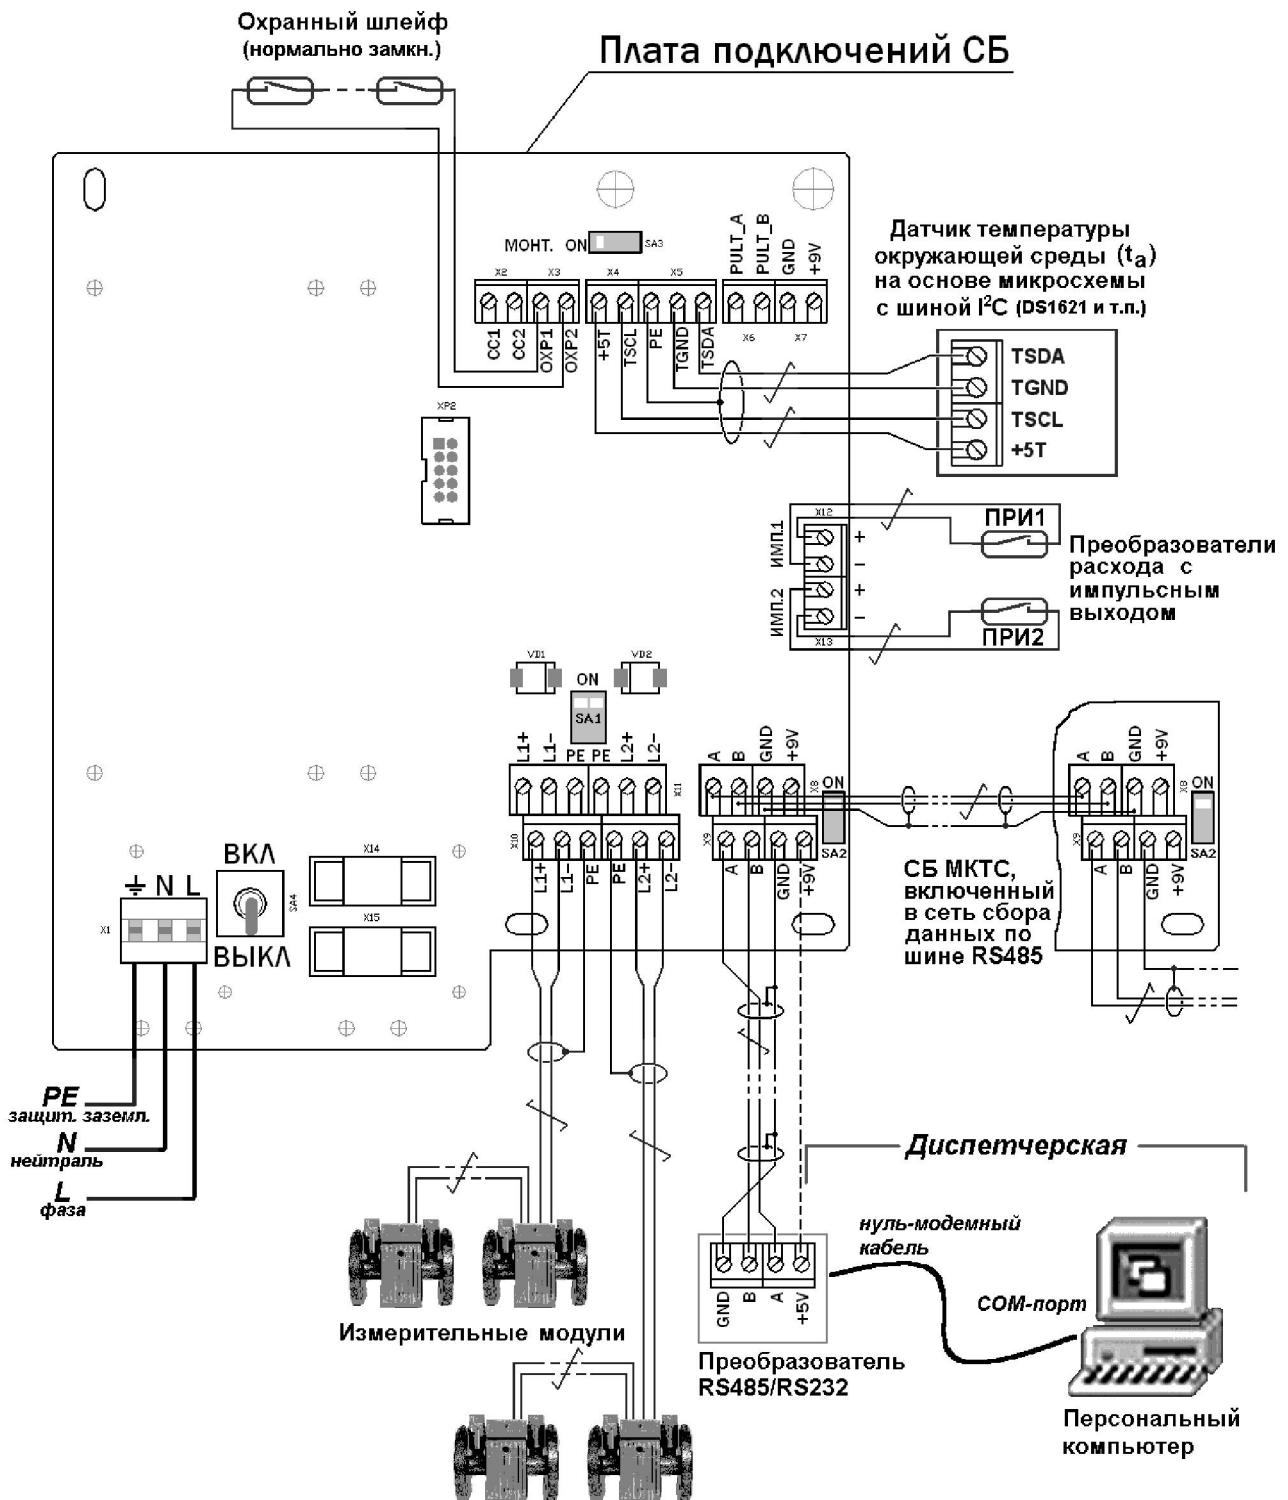 Охранный шлейф
(нормально замкн.)
Плата подключений СБ
МОНТ. ON SA3
X2 X3 X4 X5
CC1 CC2 OXP1 OXP2 +5T TSCL PE TGND TSDA
PULT_A PULT_B GND +9V
X6 X7
Датчик температуры
окружающей среды (ta)
на основе микросхемы
с шиной I²C (DS1621 и т.п.)
TSDA
TGND
TSCL
+5T
XP2
X12
ИМП.1 + −
ИМП.2 + −
X13
ПРИ1
ПРИ2
Преобразователи
расхода с
импульсным
выходом
VD1 VD2
ON
SA1
L1+ L1− PE PE L2+ L2−
X11
X10
L1+ L1− PE PE L2+ L2−
A B GND +9V
X8 ON
X9 SA2
A B GND +9V
A B GND +9V
X8 ON
X9 SA2
A B GND +9V
СБ МКТС,
включенный
в сеть сбора
данных по
шине RS485
ВКЛ
N L
X1
SA4
ВЫКЛ
X14
X15
PE
защит. заземл.
N
нейтраль
L
фаза
Измерительные модули
Диспетчерская
нуль-модемный
кабель
COM-порт
GND B A +5V
Преобразователь
RS485/RS232
Персональный
компьютер